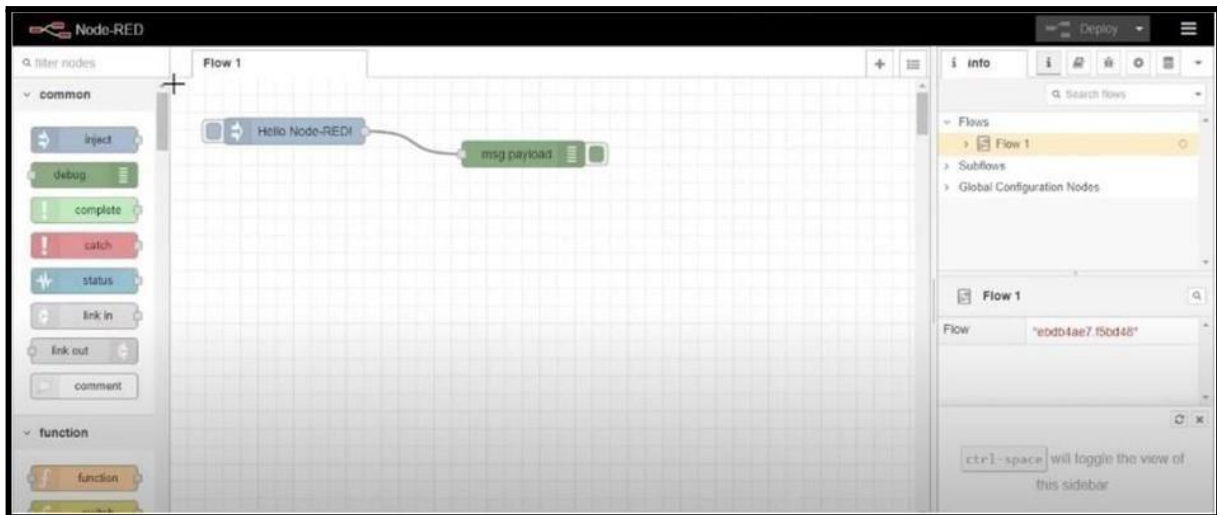 Node-RED
Deploy
filter nodes
Flow 1
info
i
Search flows
common
inject
debug
complete
catch
status
link in
link out
comment
function
function
switch
Hello Node-RED!
msg.payload
Flows
Flow 1
Subflows
Global Configuration Nodes
Flow 1
Flow "ebdb4ae7.f5bd48"
ctrl-space will toggle the view of
this sidebar